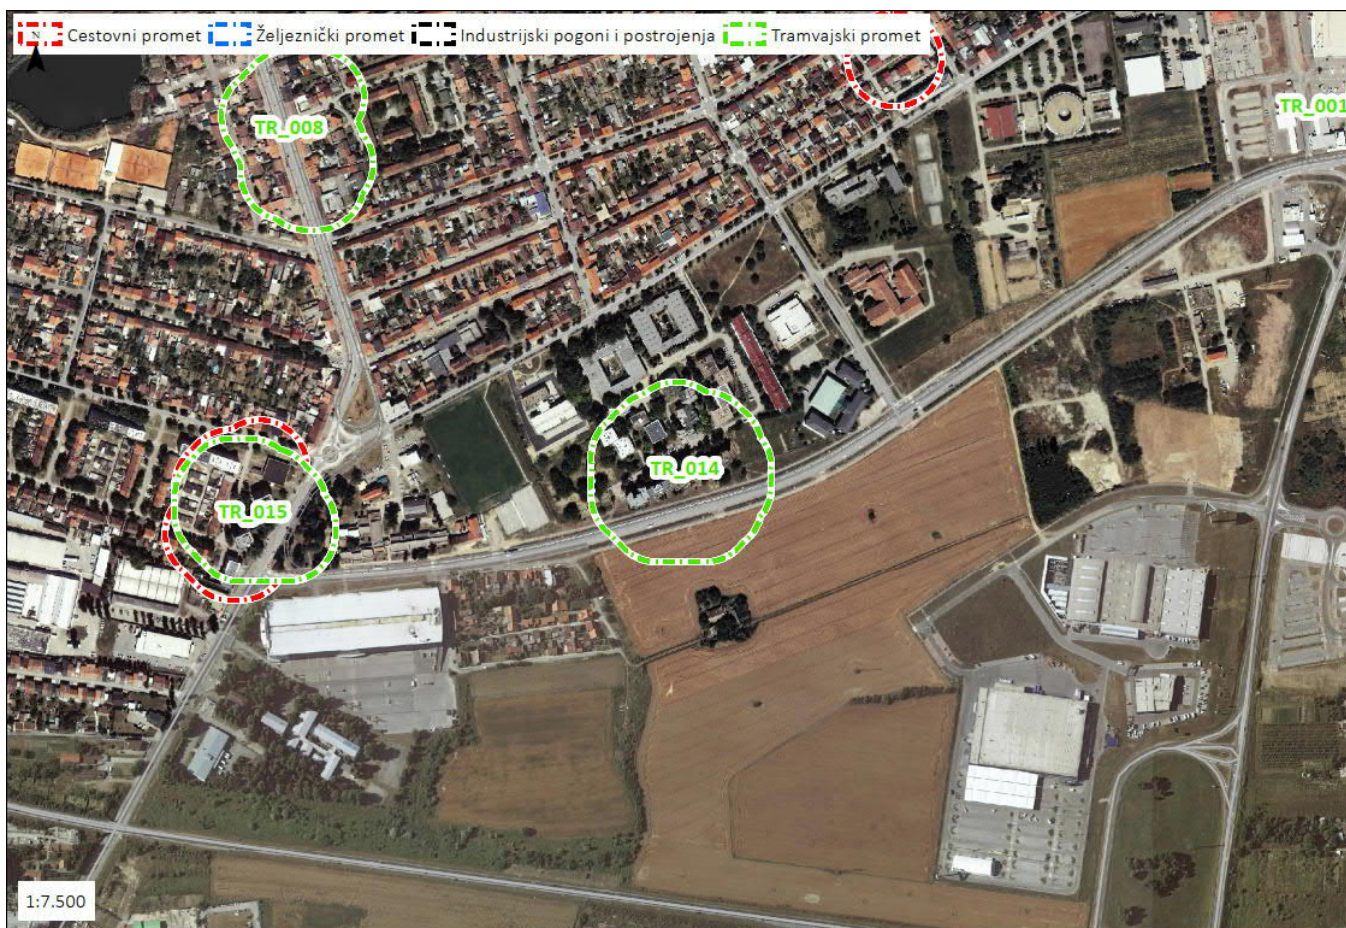 N Cestovni promet Željeznički promet Industrijski pogoni i postrojenja Tramvajski promet
TR_008
TR_001
TR_014
TR_015
1:7.500